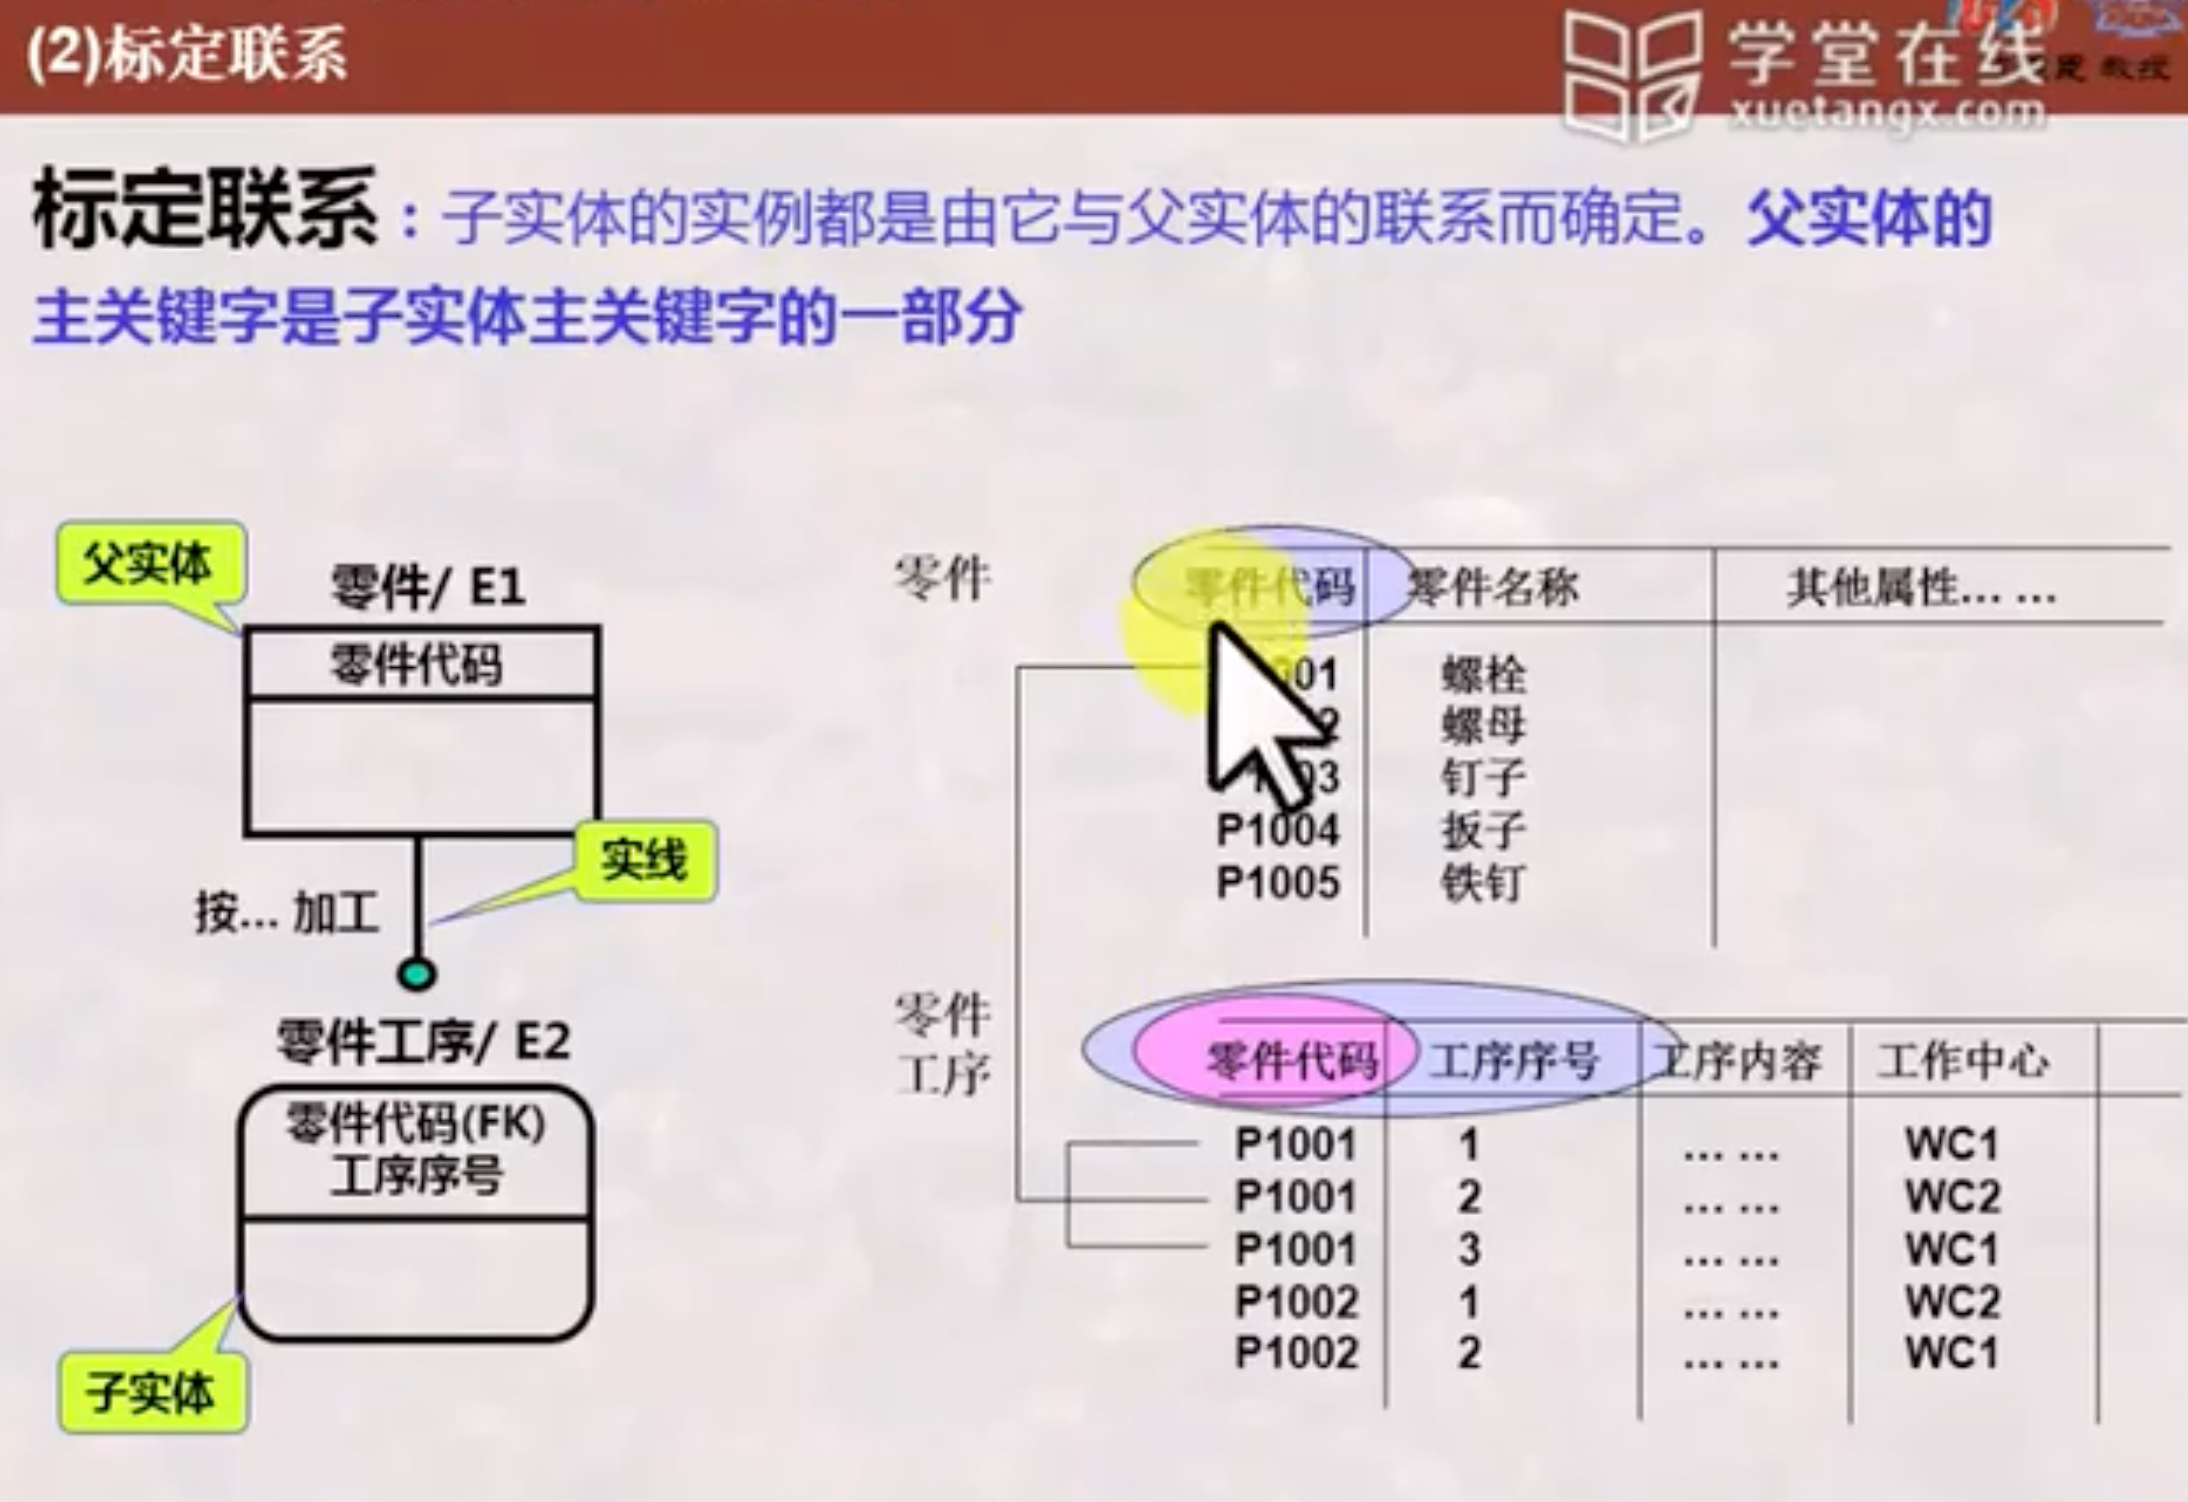 (2)标定联系
学堂在线
教授
xuetangx.com
标定联系：子实体的实例都是由它与父实体的联系而确定。父实体的
主关键字是子实体主关键字的一部分
父实体
零件/ E1
零件代码
实线
按... 加工
零件工序/ E2
零件代码(FK)
工序序号
子实体
零件 零件代码 零件名称 其他属性... ...
01 螺栓
2 螺母
3 钉子
P1004 扳子
P1005 铁钉
零件
工序
零件代码 工序序号 工序内容 工作中心
P1001 1 ... ... WC1
P1001 2 ... ... WC2
P1001 3 ... ... WC1
P1002 1 ... ... WC2
P1002 2 ... ... WC1